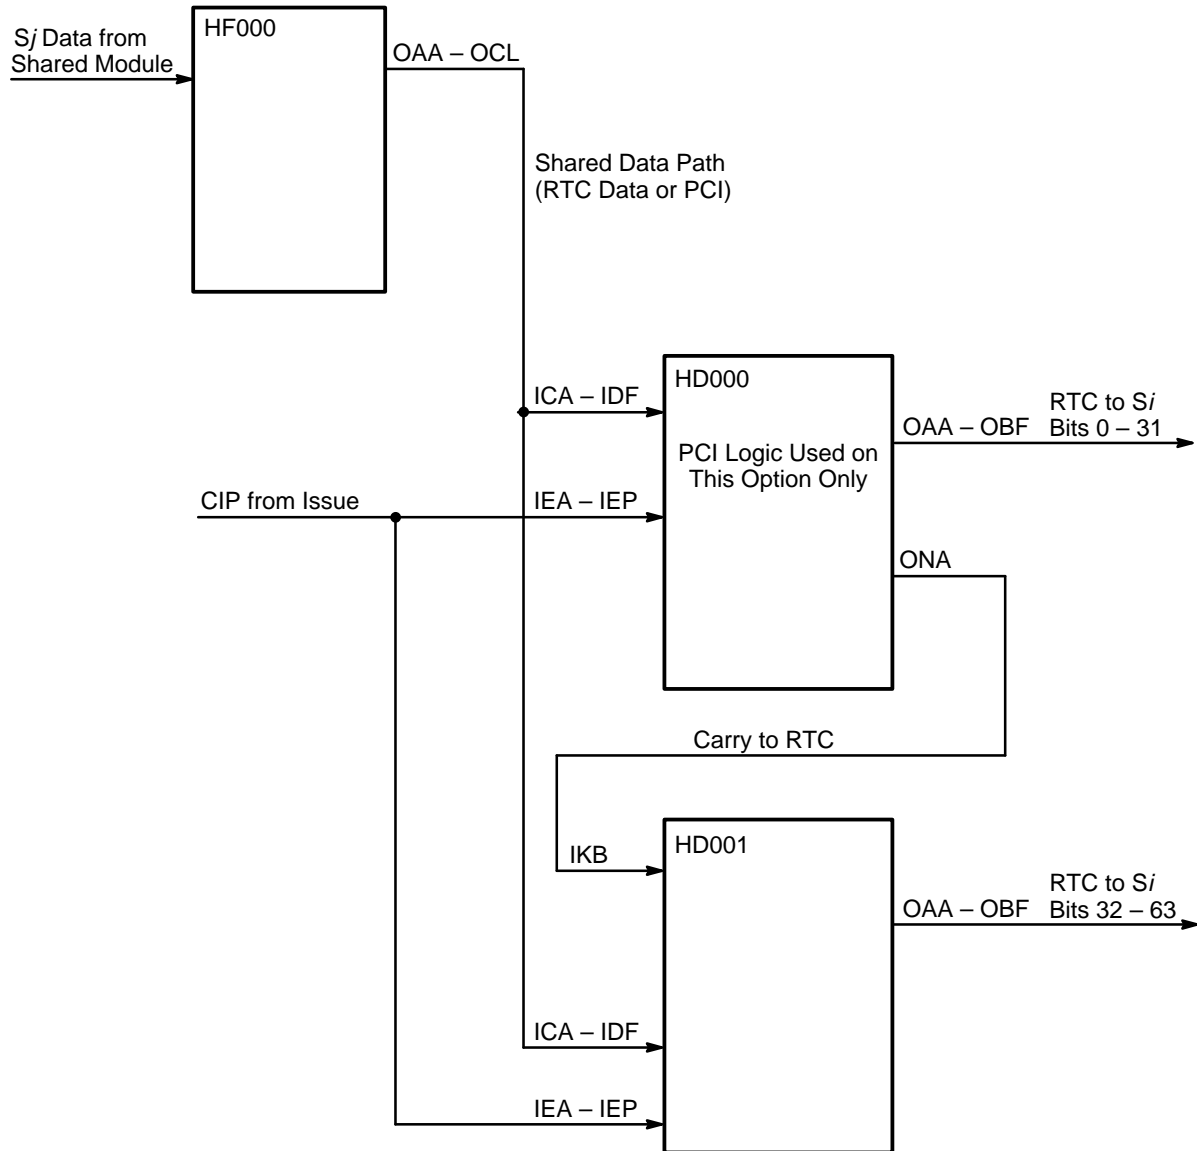 Sj Data from
Shared Module
HF000
OAA – OCL
Shared Data Path
(RTC Data or PCI)
HD000
ICA – IDF
PCI Logic Used on
This Option Only
OAA – OBF
RTC to Si
Bits 0 – 31
CIP from Issue
IEA – IEP
ONA
Carry to RTC
HD001
IKB
OAA – OBF
RTC to Si
Bits 32 – 63
ICA – IDF
IEA – IEP